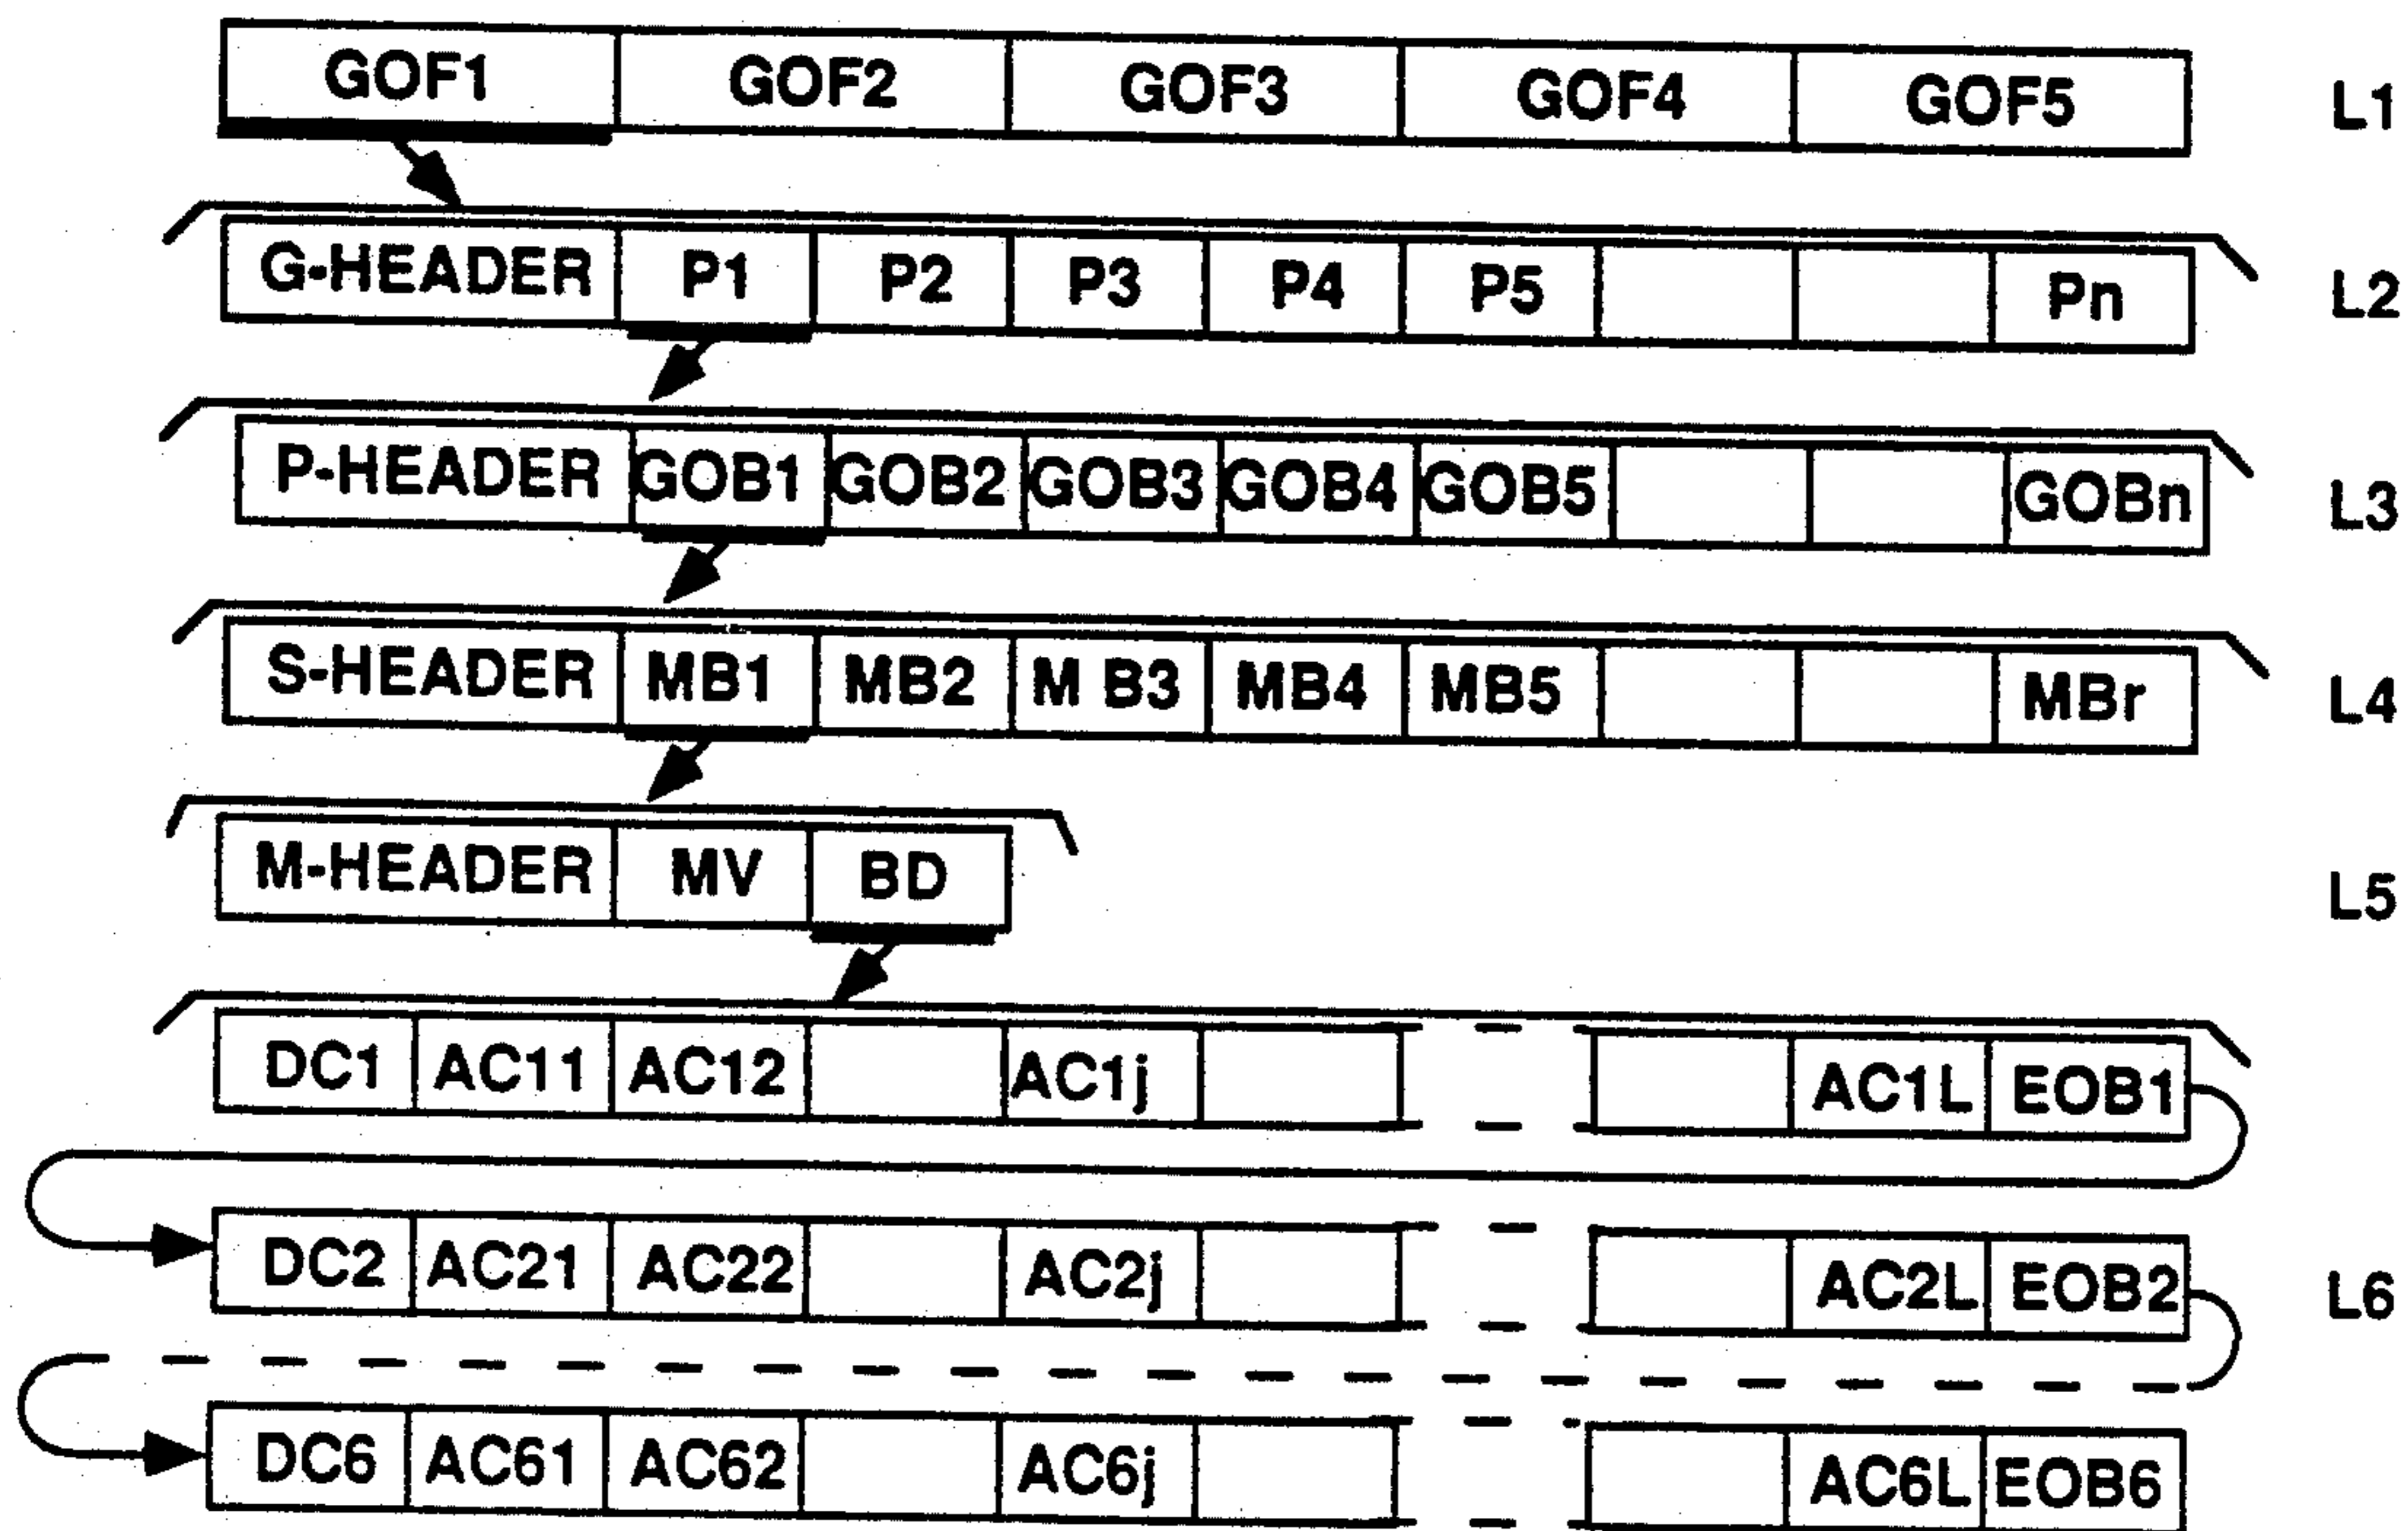 GOF1 GOF2 GOF3 GOF4 GOF5 L1
G-HEADER P1 P2 P3 P4 P5 Pn L2
P-HEADER GOB1 GOB2 GOB3 GOB4 GOB5 GOBn L3
S-HEADER MB1 MB2 M B3 MB4 MB5 MBr L4
M-HEADER MV BD L5
DC1 AC11 AC12 AC1j AC1L EOB1
DC2 AC21 AC22 AC2j AC2L EOB2 L6
DC6 AC61 AC62 AC6j AC6L EOB6